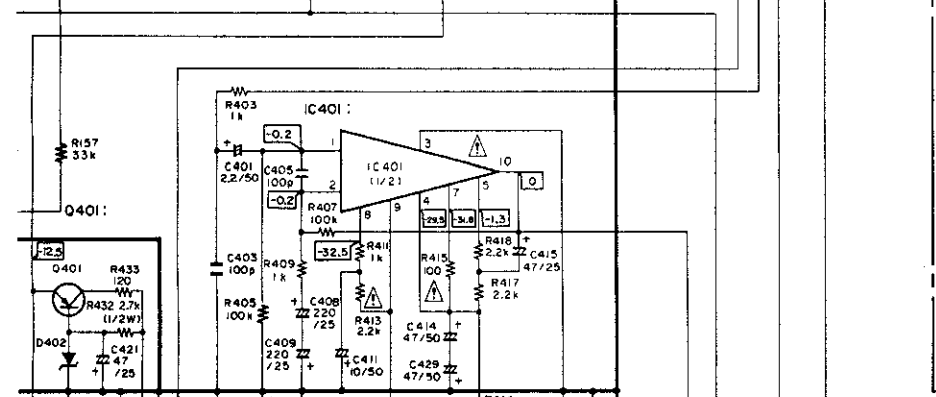 R403
1k
IC401:
R157
33k
-0.2
1
3
10
C401
2.2/50
C405
100p
IC401
(1/2)
0
2
7
5
-0.2
8
9
4
Q401:
R407
100k
-29.5
-31.8
-1.3
-12.5
-32.5
R411
1k
R418
2.2k
C415
47/25
Q401
R433
120
C403
100p
R409
1k
R415
100
R417
2.2k
R432 2.7k
(1/2W)
R405
100k
C408
220
/25
R413
2.2k
C414
47/50
D402
C421
47
/25
C409
220
/25
C411
10/50
C429
47/50